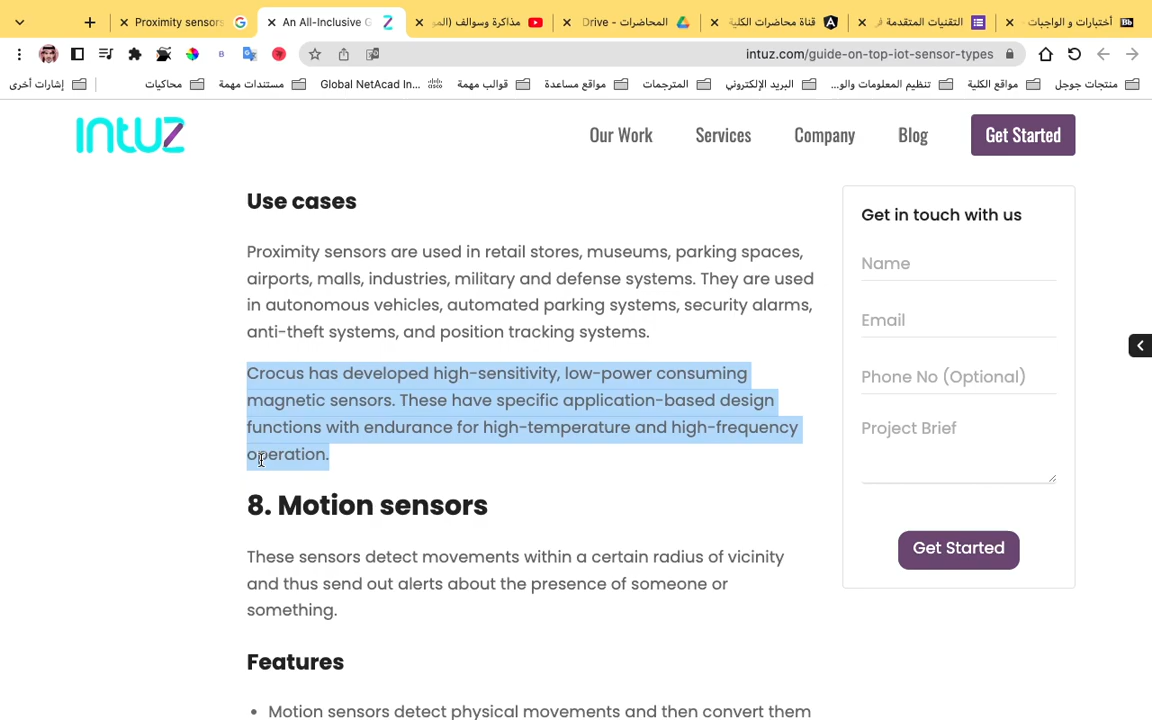 أختبارات و الواجبات
التقنيات المتقدمة ف
قناة محاضرات الكلية
المحاضرات - Drive
مذكرة وسوالف (المو
An All-Inclusive G
Proximity sensors
intuz.com/guide-on-top-iot-sensor-types
منتجات جوجل
مواقع الكلية
تنظيم المعلومات والو...
البريد الإلكتروني
المترجمات
مواقع مساعدة
قوالب مهمة
Global NetAcad In...
مستندات مهمة
محاكيات
إشارات أخرى
INTUZ
Our Work
Services
Company
Blog
Get Started
Use cases
Proximity sensors are used in retail stores, museums, parking spaces,
airports, malls, industries, military and defense systems. They are used
in autonomous vehicles, automated parking systems, security alarms,
anti-theft systems, and position tracking systems.
Crocus has developed high-sensitivity, low-power consuming
magnetic sensors. These have specific application-based design
functions with endurance for high-temperature and high-frequency
operation.
8. Motion sensors
These sensors detect movements within a certain radius of vicinity
and thus send out alerts about the presence of someone or
something.
Features
• Motion sensors detect physical movements and then convert them
Get in touch with us
Name
Email
Phone No (Optional)
Project Brief
Get Started